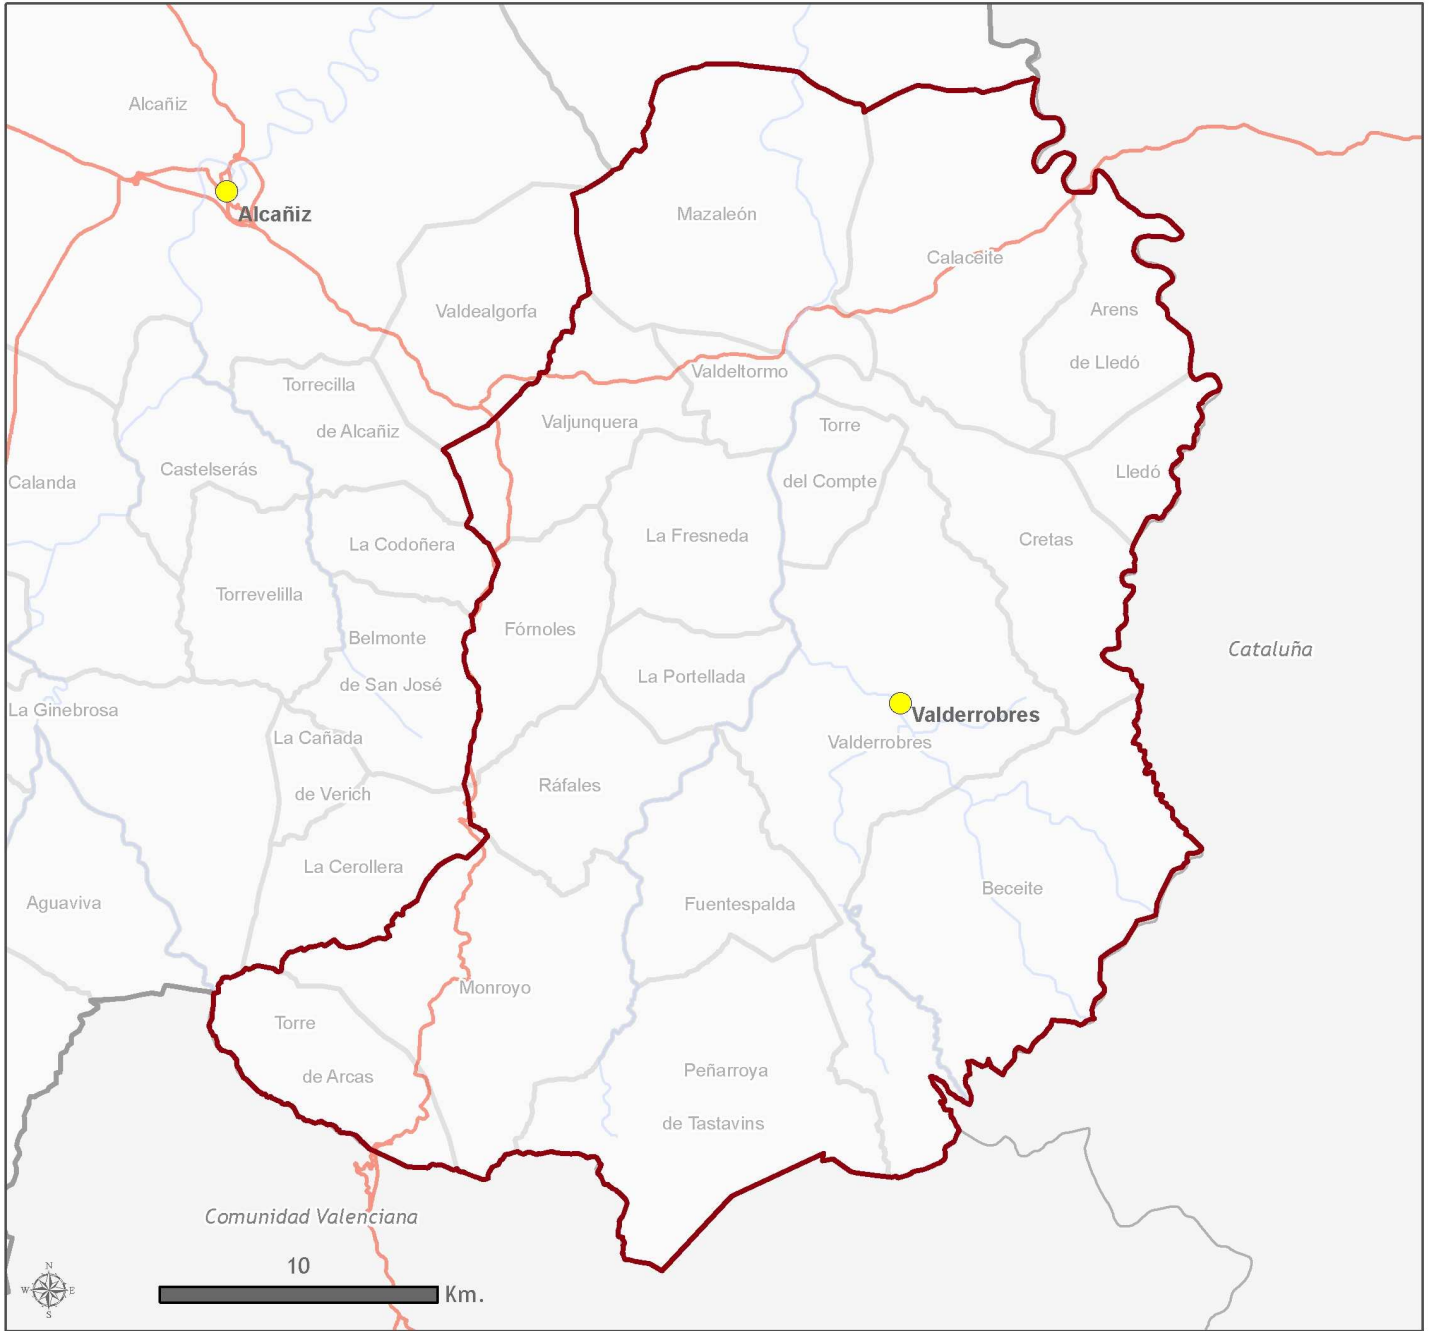 Alcañiz
Alcañiz
Mazaleón
Calaceite
Valdealgorfa
Arens
de Lledó
Torrecilla
de Alcañiz
Valdeltormo
Valjunquera
Torre
del Compte
Castelserás
Calanda
Lledó
La Codoñera
La Fresneda
Cretas
Torrevelilla
Fórnoles
Belmonte
de San José
La Portellada
Cataluña
La Ginebrosa
Valderrobres
Valderrobres
La Cañada
de Verich
Ráfales
La Cerollera
Aguaviva
Fuentespalda
Beceite
Monroyo
Torre
de Arcas
Peñarroya
de Tastavins
Comunidad Valenciana
10
Km.
N
W
E
S